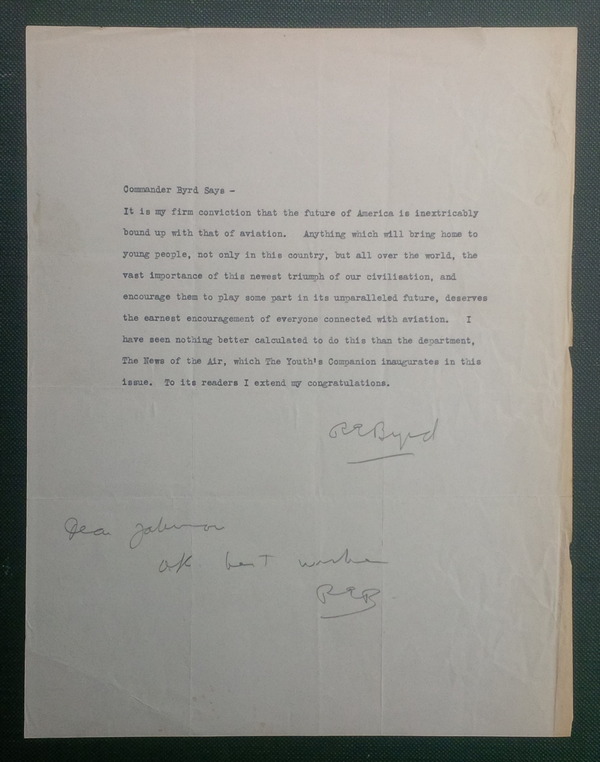 Commander Byrd Says -
It is my firm conviction that the future of America is inextricably
bound up with that of aviation. Anything which will bring home to
young people, not only in this country, but all over the world, the
vast importance of this newest triumph of our civilisation, and
encourage them to play some part in its unparalleled future, deserves
the earnest encouragement of everyone connected with aviation. I
have seen nothing better calculated to do this than the department,
The News of the Air, which The Youth's Companion inaugurates in this
issue. To its readers I extend my congratulations.
R E Byrd
Dear
OK best wishes
R E B